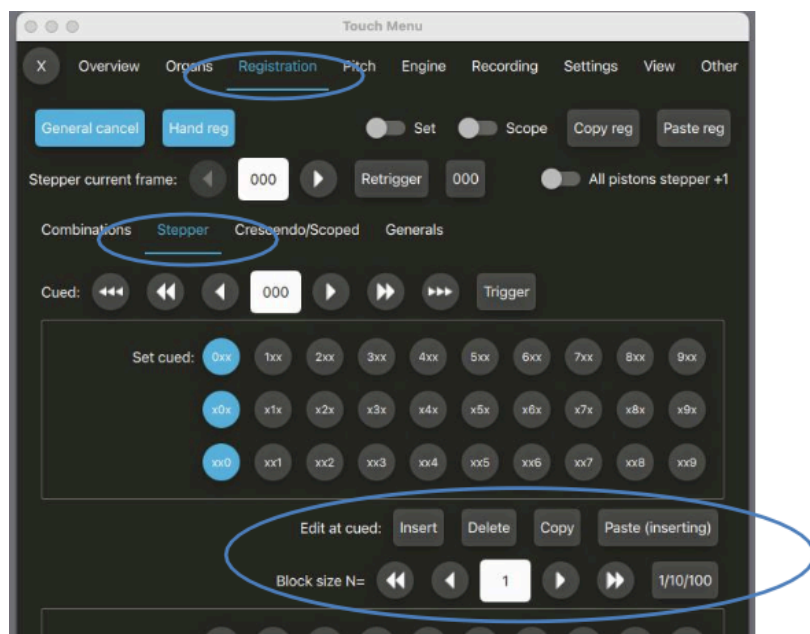 Touch Menu
X Overview Organs Registration Pitch Engine Recording Settings View Other
General cancel Hand reg Set Scope Copy reg Paste reg
Stepper current frame: 000 Retrigger 000 All pistons stepper +1
Combinations Stepper Crescendo/Scoped Generals
Cued: 000 Trigger
Set cued: 0xx 1xx 2xx 3xx 4xx 5xx 6xx 7xx 8xx 9xx
x0x x1x x2x x3x x4x x5x x6x x7x x8x x9x
xx0 xx1 xx2 xx3 xx4 xx5 xx6 xx7 xx8 xx9
Edit at cued: Insert Delete Copy Paste (inserting)
Block size N= 1 1/10/100